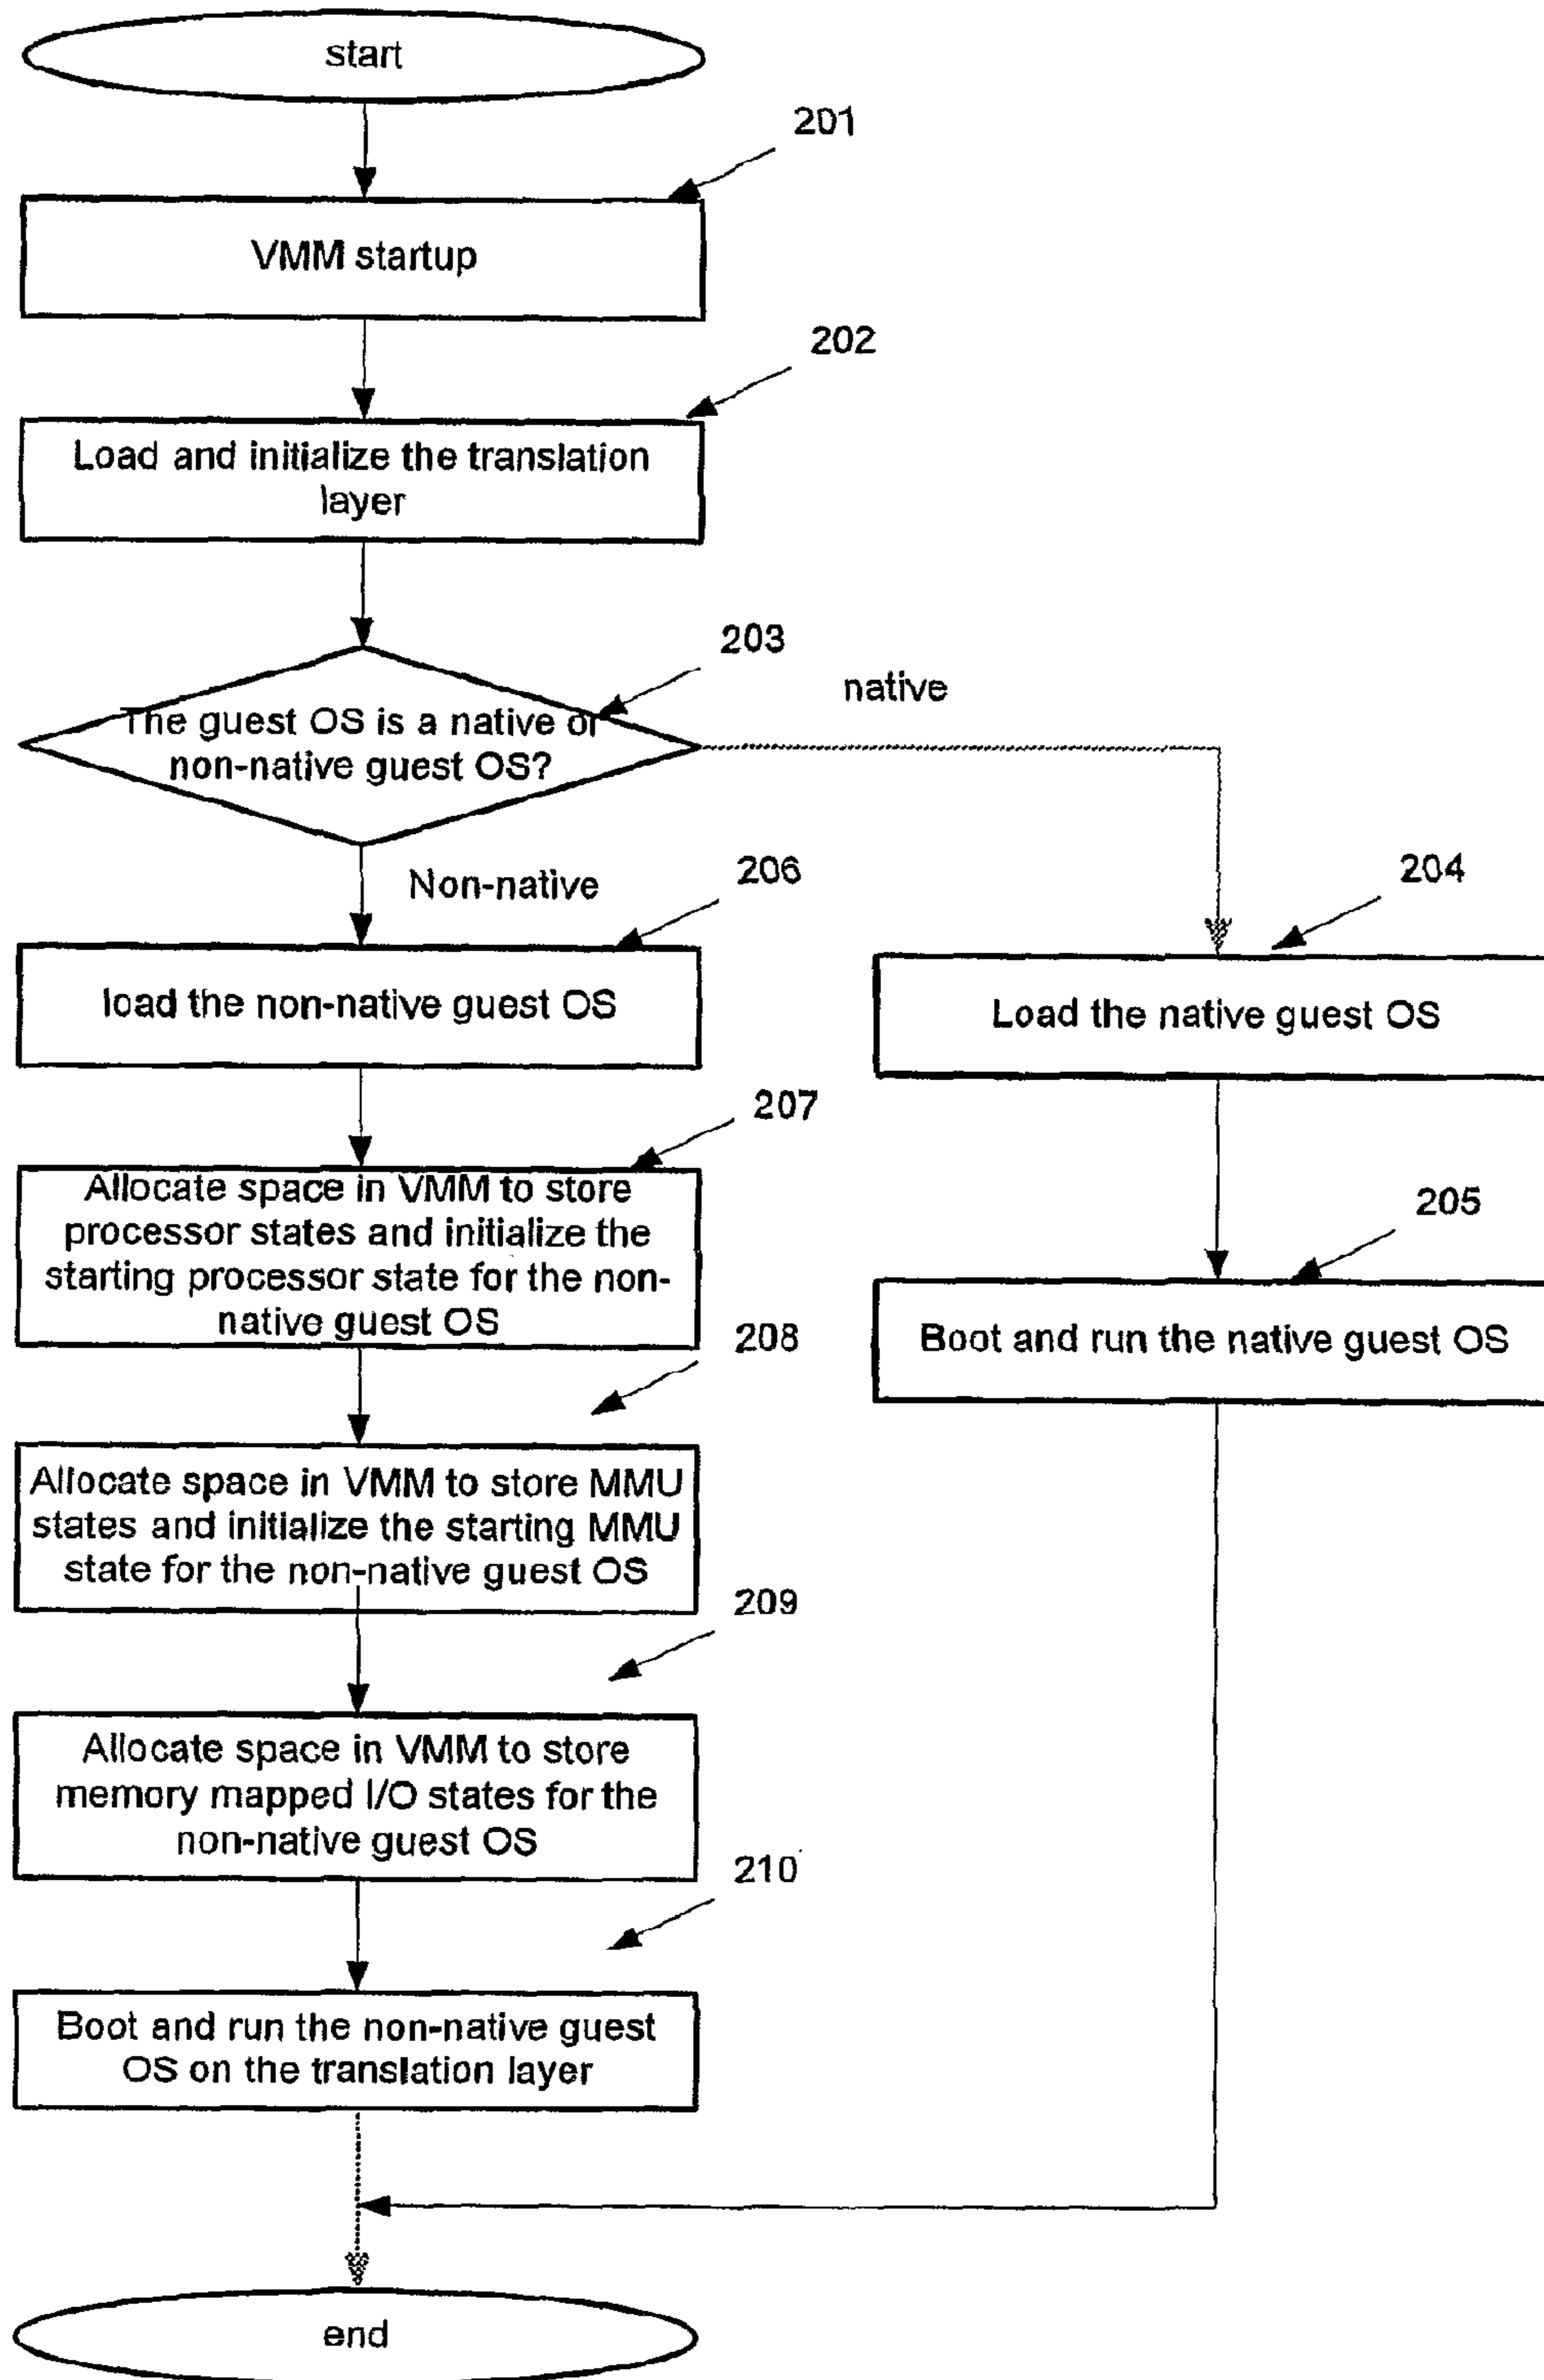 start
201
VMM startup
202
Load and initialize the translation
layer
203
native
The guest OS is a native or
non-native guest OS?
Non-native
206
204
load the non-native guest OS
Load the native guest OS
207
Allocate space in VMM to store
processor states and initialize the
starting processor state for the non-
native guest OS
205
208
Boot and run the native guest OS
Allocate space in VMM to store MMU
states and initialize the starting MMU
state for the non-native guest OS
209
Allocate space in VMM to store
memory mapped I/O states for the
non-native guest OS
210
Boot and run the non-native guest
OS on the translation layer
end